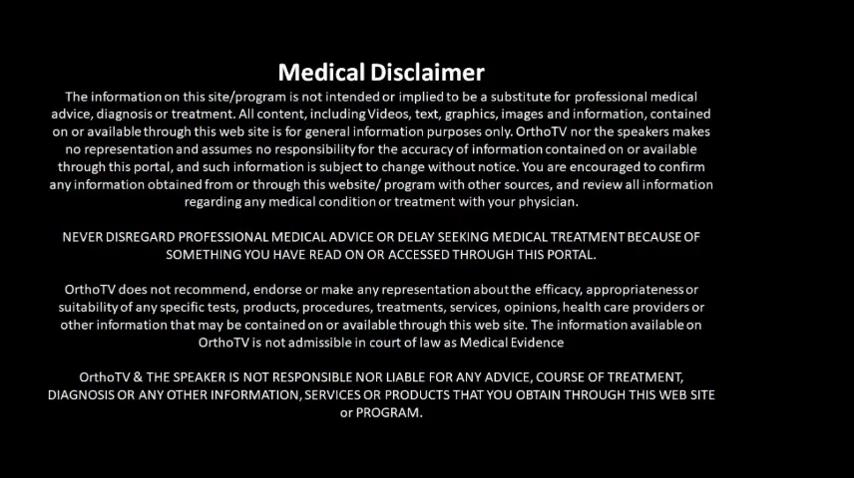 Medical Disclaimer
The information on this site/program is not intended or implied to be a substitute for professional medical
advice, diagnosis or treatment. All content, including Videos, text, graphics, images and information, contained
on or available through this web site is for general information purposes only. OrthoTV nor the speakers makes
no representation and assumes no responsibility for the accuracy of information contained on or available
through this portal, and such information is subject to change without notice. You are encouraged to confirm
any information obtained from or through this website/ program with other sources, and review all information
regarding any medical condition or treatment with your physician.
NEVER DISREGARD PROFESSIONAL MEDICAL ADVICE OR DELAY SEEKING MEDICAL TREATMENT BECAUSE OF
SOMETHING YOU HAVE READ ON OR ACCESSED THROUGH THIS PORTAL.
OrthoTV does not recommend, endorse or make any representation about the efficacy, appropriateness or
suitability of any specific tests, products, procedures, treatments, services, opinions, health care providers or
other information that may be contained on or available through this web site. The information available on
OrthoTV is not admissible in court of law as Medical Evidence
OrthoTV & THE SPEAKER IS NOT RESPONSIBLE NOR LIABLE FOR ANY ADVICE, COURSE OF TREATMENT,
DIAGNOSIS OR ANY OTHER INFORMATION, SERVICES OR PRODUCTS THAT YOU OBTAIN THROUGH THIS WEB SITE
or PROGRAM.